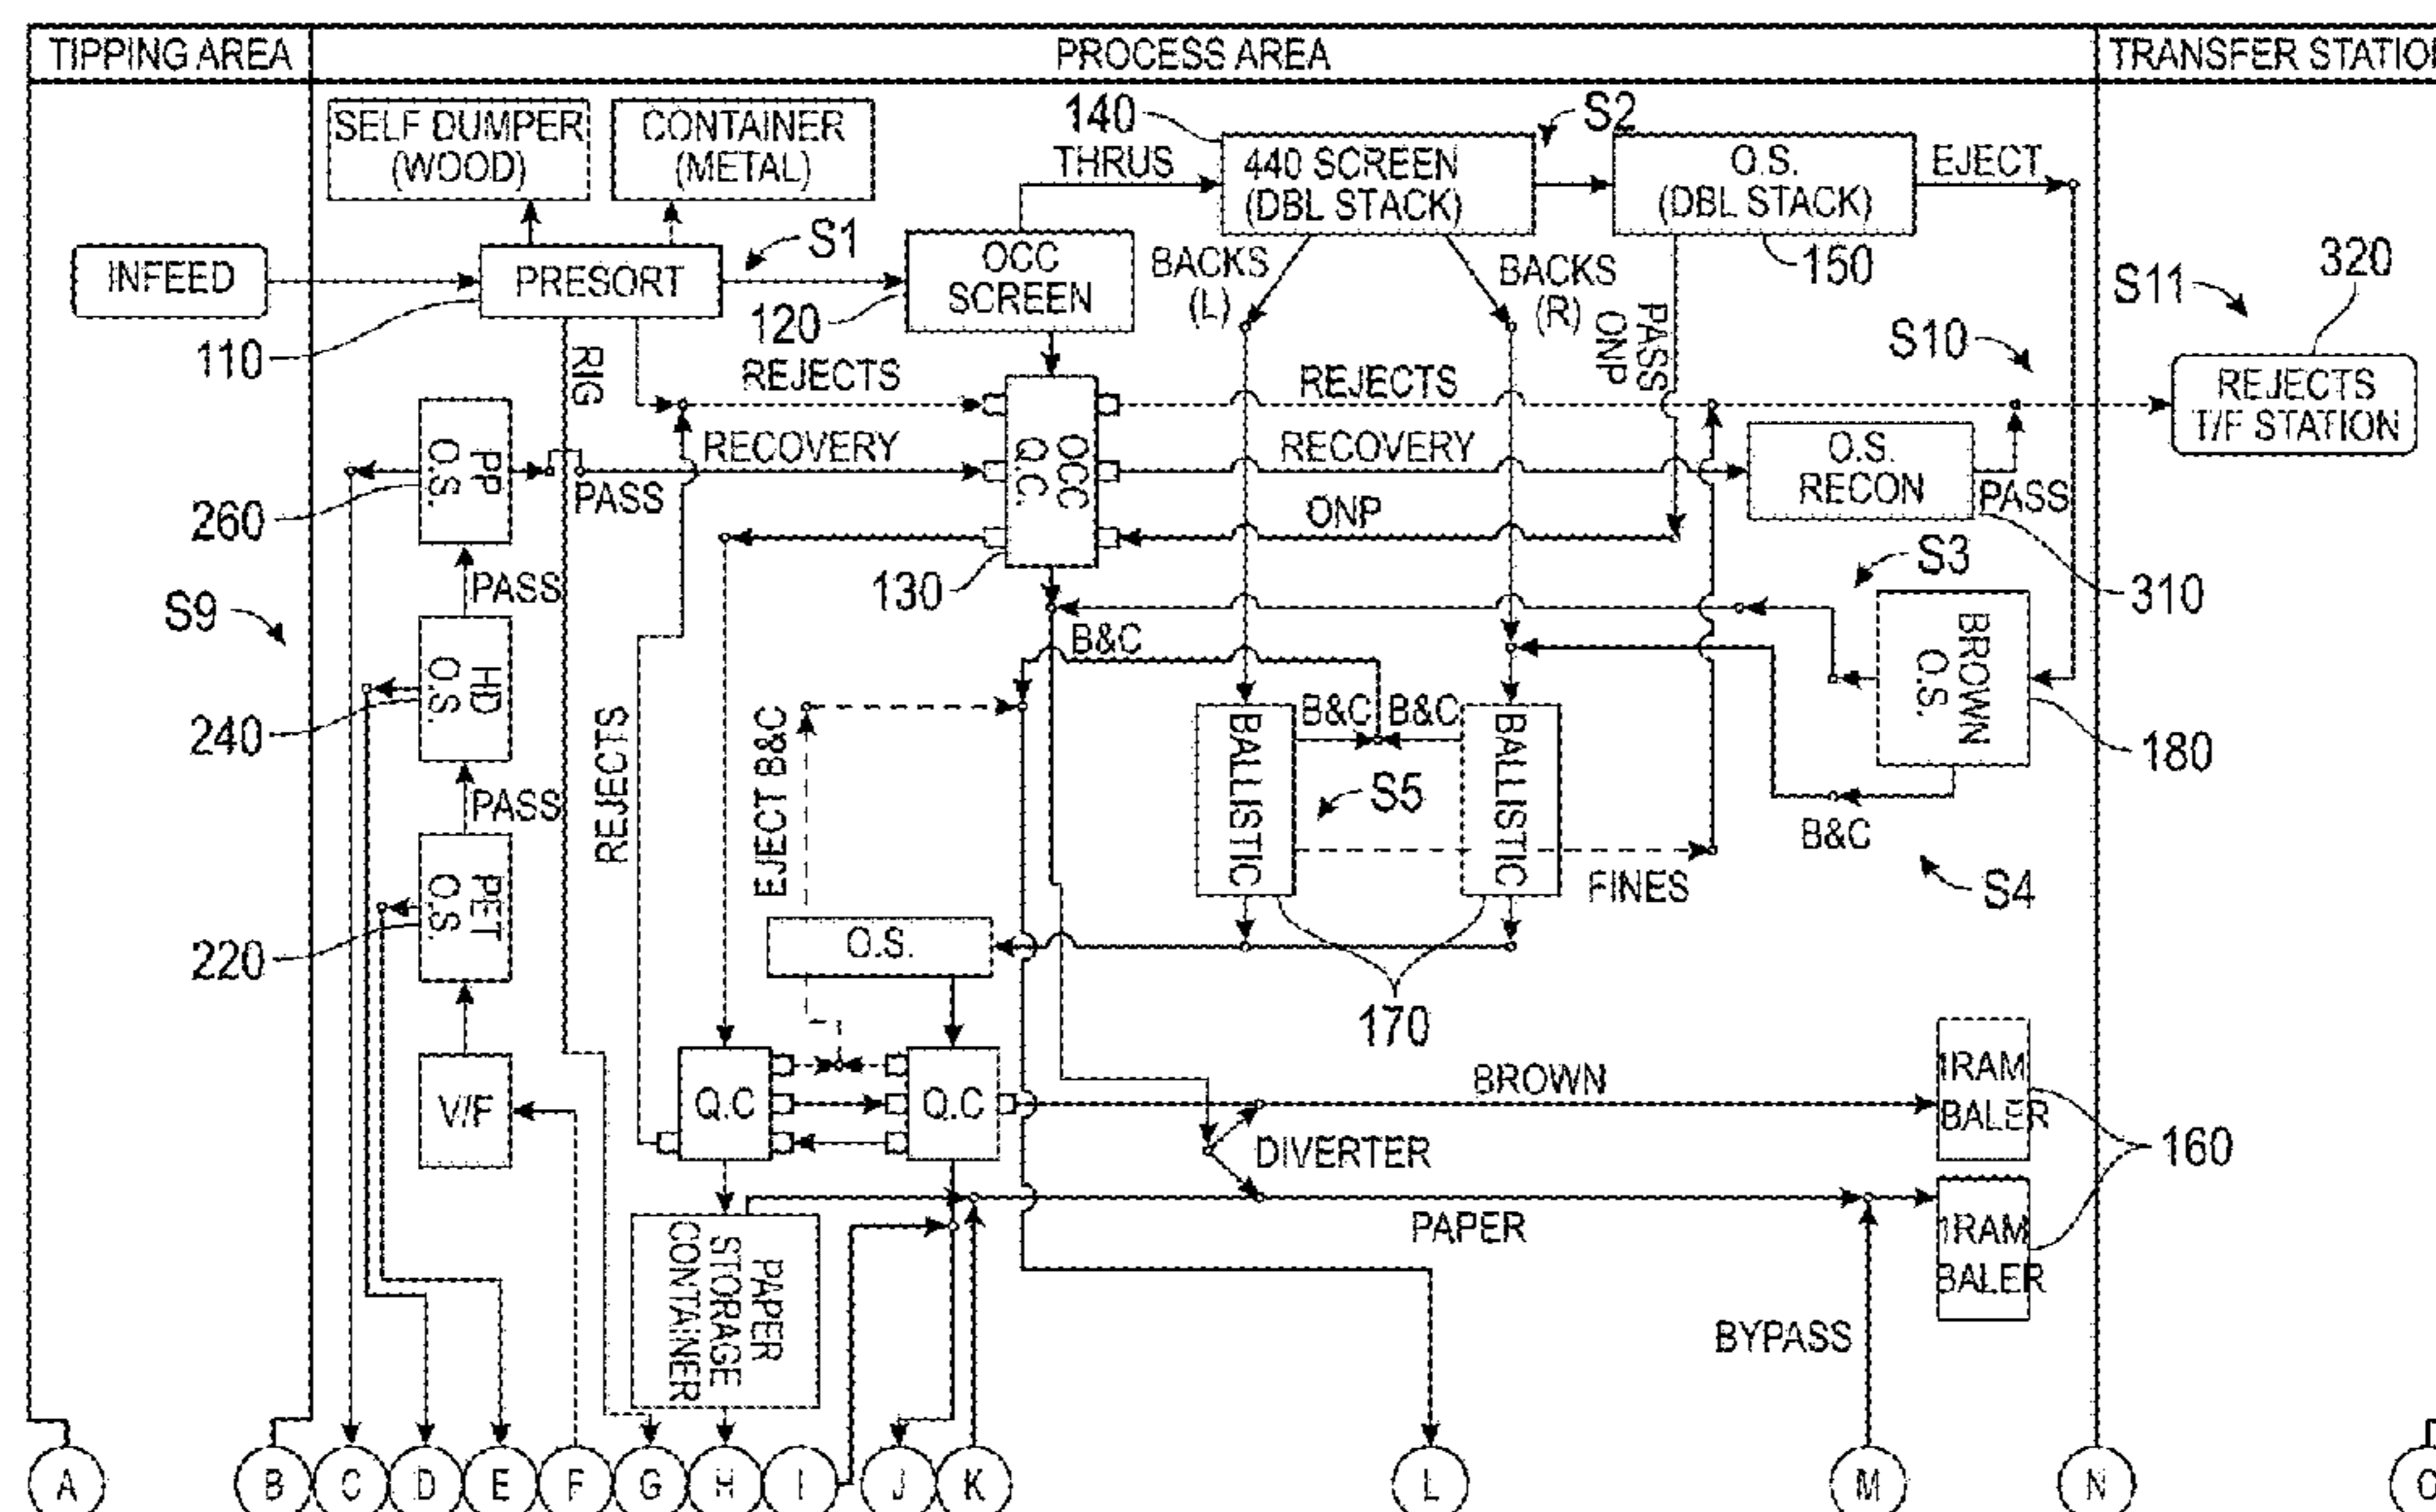 TIPPING AREA
PROCESS AREA
TRANSFER STATION
SELF DUMPER
(WOOD)
CONTAINER
(METAL)
140
S2
THRUS
440 SCREEN
(DBL STACK)
O.S.
(DBL STACK)
EJECT
S1
INFEED
PRESORT
OCC
SCREEN
BACKS
(L)
BACKS
(R)
150
320
S11
110
120
RIG
REJECTS
REJECTS
PASS
ONP
S10
REJECTS
T/F STATION
PP
O.S.
RECOVERY
OCC
Q.C.
RECOVERY
O.S.
RECON
PASS
260
PASS
ONP
S3
PASS
130
310
S9
B&C
HD
O.S.
BROWN
O.S.
240
REJECTS
EJECT B&C
B&C
B&C
180
PASS
BALLISTIC
S5
BALLISTIC
B&C
PET
O.S.
FINES
S4
220
O.S.
170
V/F
Q.C
Q.C
BROWN
1RAM
BALER
DIVERTER
160
PAPER
STORAGE
CONTAINER
PAPER
1RAM
BALER
BYPASS
A
B
C
D
E
F
G
H
I
J
K
L
M
N